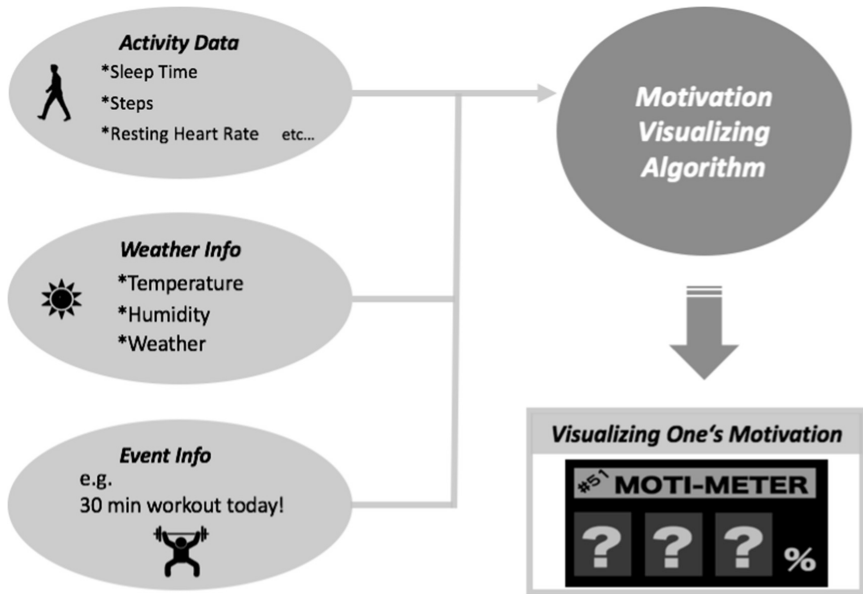 Activity Data
*Sleep Time
*Steps
*Resting Heart Rate etc...
Weather Info
*Temperature
*Humidity
*Weather
Event Info
e.g.
30 min workout today!
Motivation
Visualizing
Algorithm
Visualizing One's Motivation
#51 MOTI-METER
? ? ? %